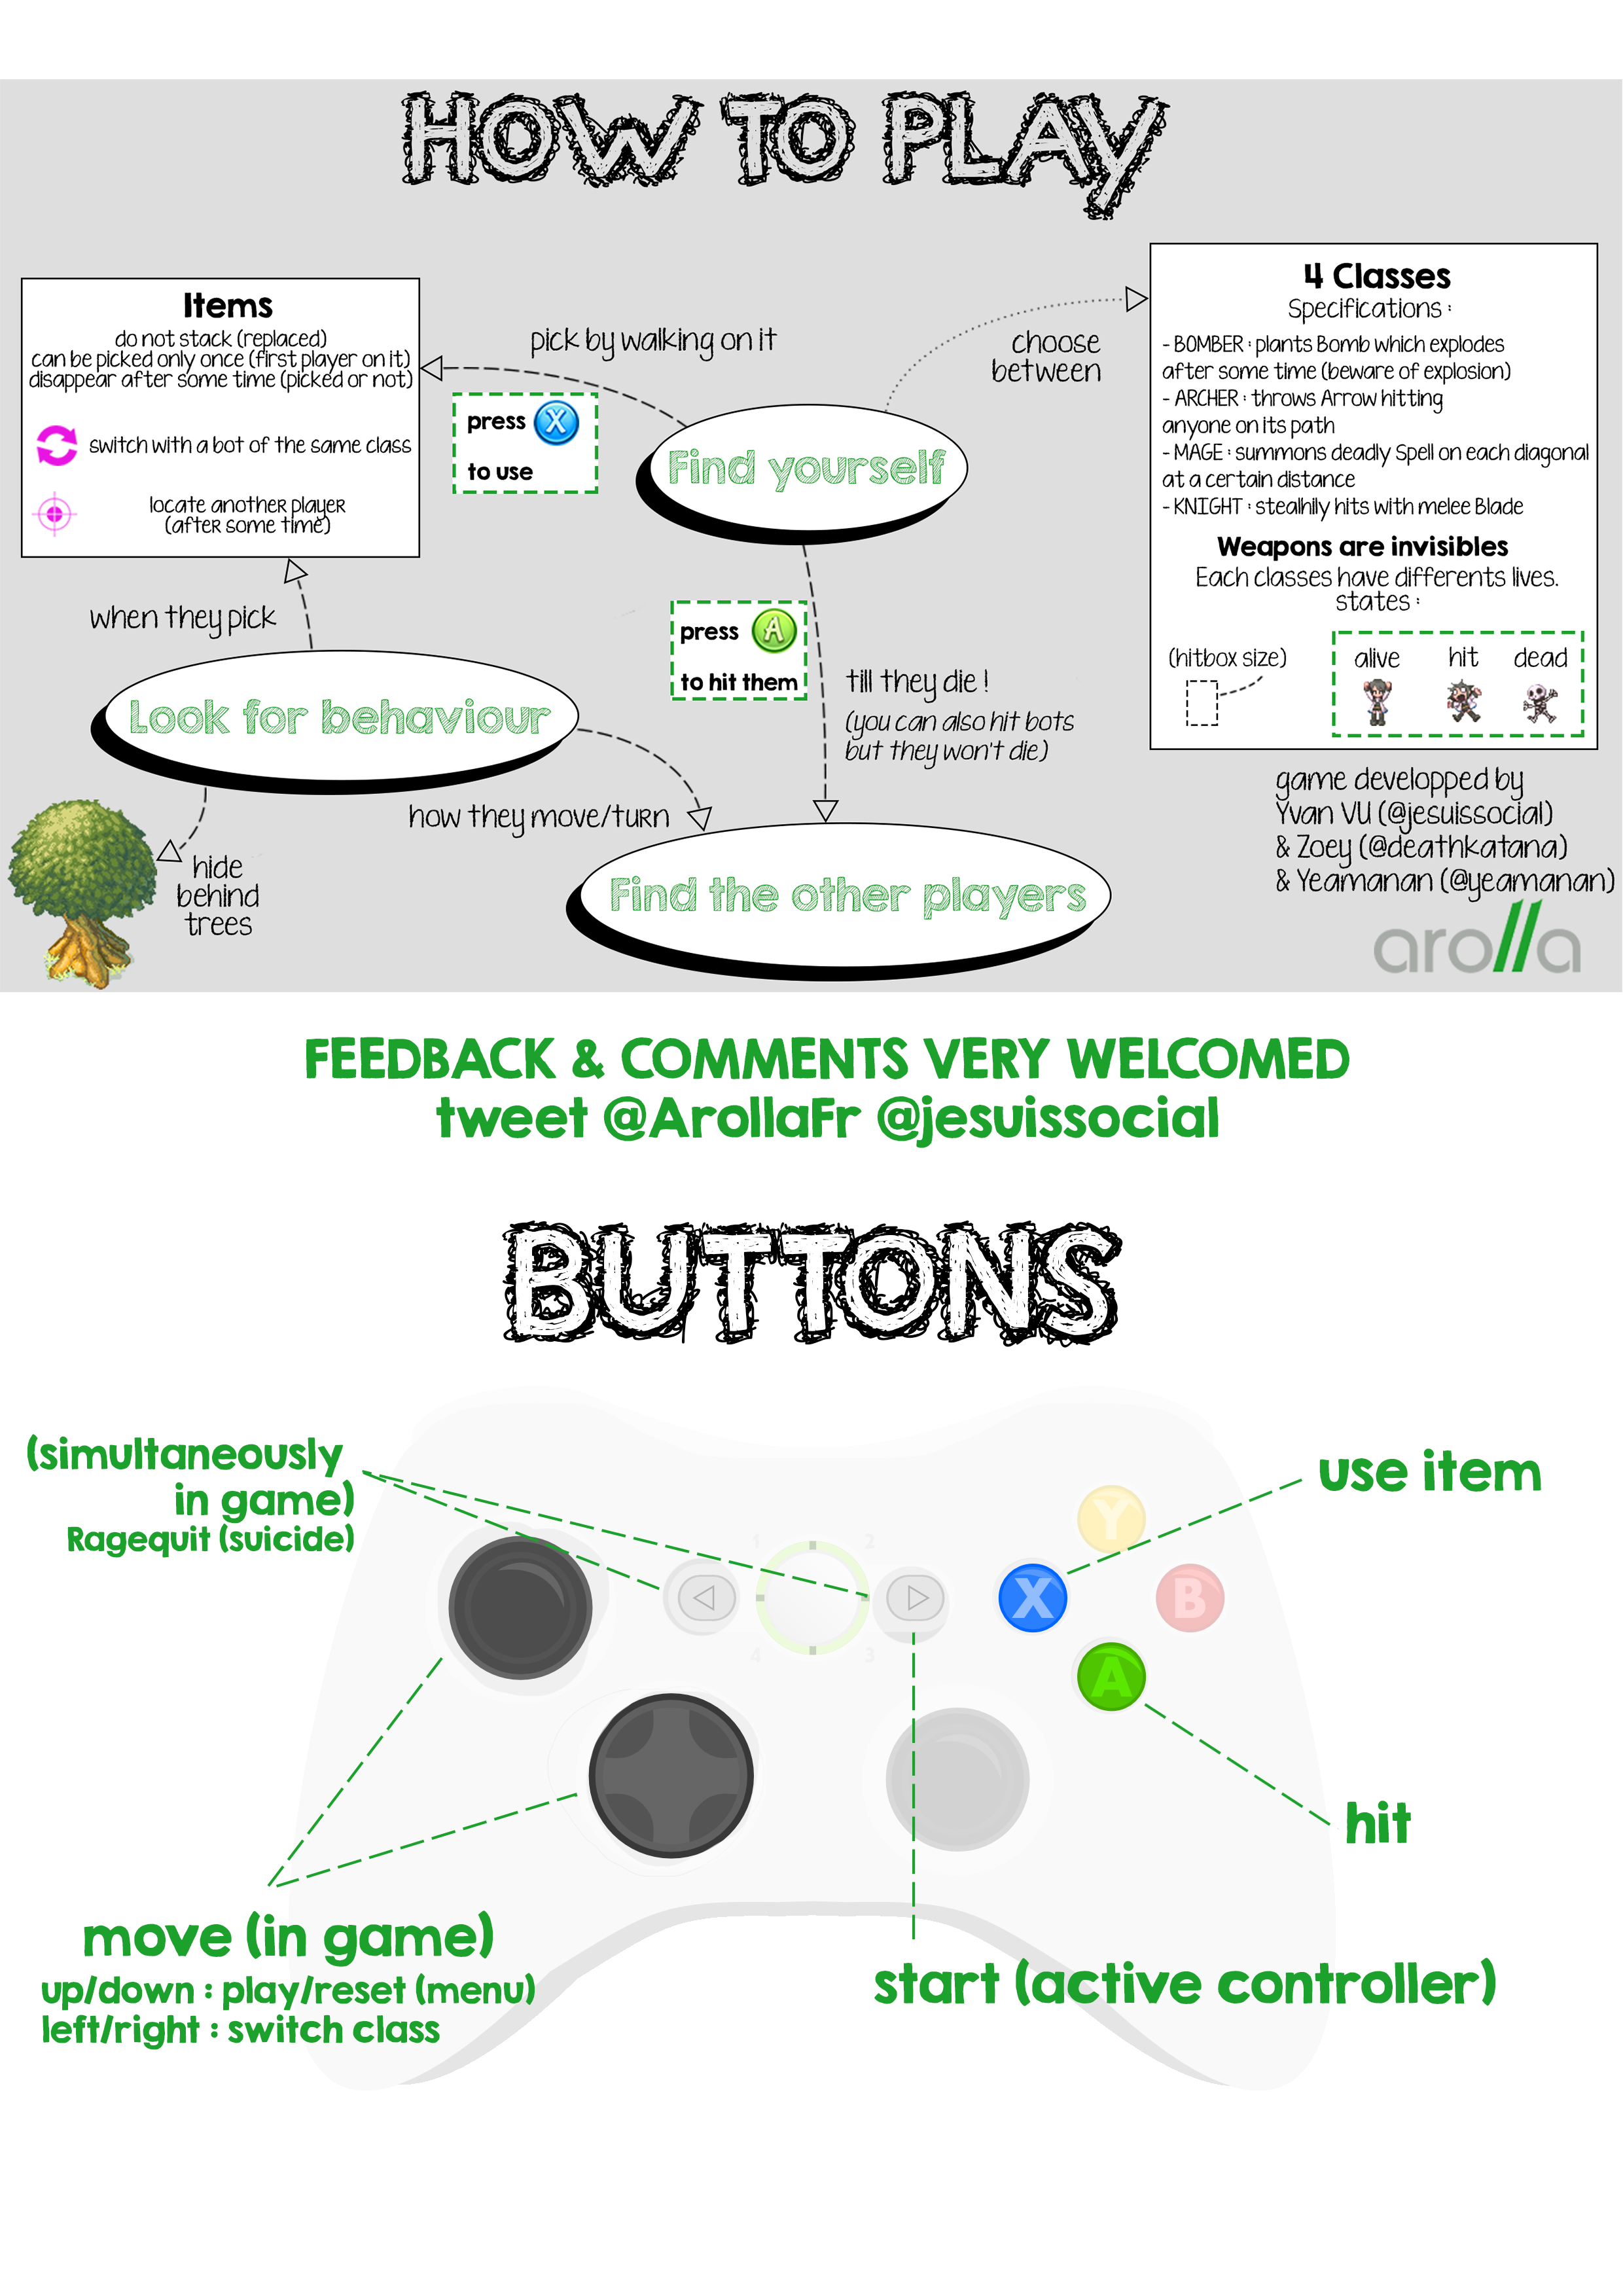 HOW TO PLAY
Items
do not stack (replaced)
can be picked only once (first player on it)
disappear after some time (picked or not)
switch with a bot of the same class
locate another player
(after some time)
pick by walking on it
press X
to use
choose
between
4 Classes
Specifications :
- BOMBER : plants Bomb which explodes
after some time (beware of explosion)
- ARCHER : throws Arrow hitting
anyone on its path
- MAGE : summons deadly Spell on each diagonal
at a certain distance
- KNIGHT : stealhily hits with melee Blade
Weapons are invisibles
Each classes have differents lives.
states :
(hitbox size)
alive hit dead
Find yourself
when they pick
press A
to hit them
till they die !
(you can also hit bots
but they won't die)
Look for behaviour
how they move/turn
hide
behind
trees
Find the other players
game developped by
Yvan VU (@jesuissocial)
& Zoey (@deathkatana)
& Yeamanan (@yeamanan)
arolla
FEEDBACK & COMMENTS VERY WELCOMED
tweet @ArollaFr @jesuissocial
BUTTONS
(simultaneously
in game)
Ragequit (suicide)
use item
1 2
4 3
Y
X B
A
hit
move (in game)
up/down : play/reset (menu)
left/right : switch class
start (active controller)